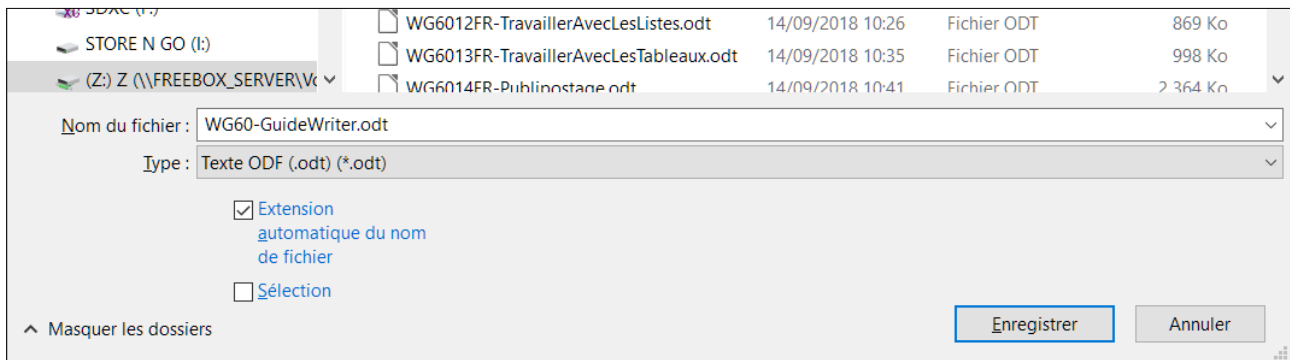 SDXC (F:)
WG6012FR-TravaillerAvecLesListes.odt 14/09/2018 10:26 Fichier ODT 869 Ko
STORE N GO (I:)
WG6013FR-TravaillerAvecLesTableaux.odt 14/09/2018 10:35 Fichier ODT 998 Ko
(Z:) Z (\\FREEBOX_SERVER\Vo
WG6014FR-Publipostage.odt 14/09/2018 10:41 Fichier ODT 2 364 Ko
Nom du fichier : WG60-GuideWriter.odt
Type : Texte ODF (.odt) (*.odt)
Extension
automatique du nom
de fichier
Sélection
Masquer les dossiers
Enregistrer Annuler